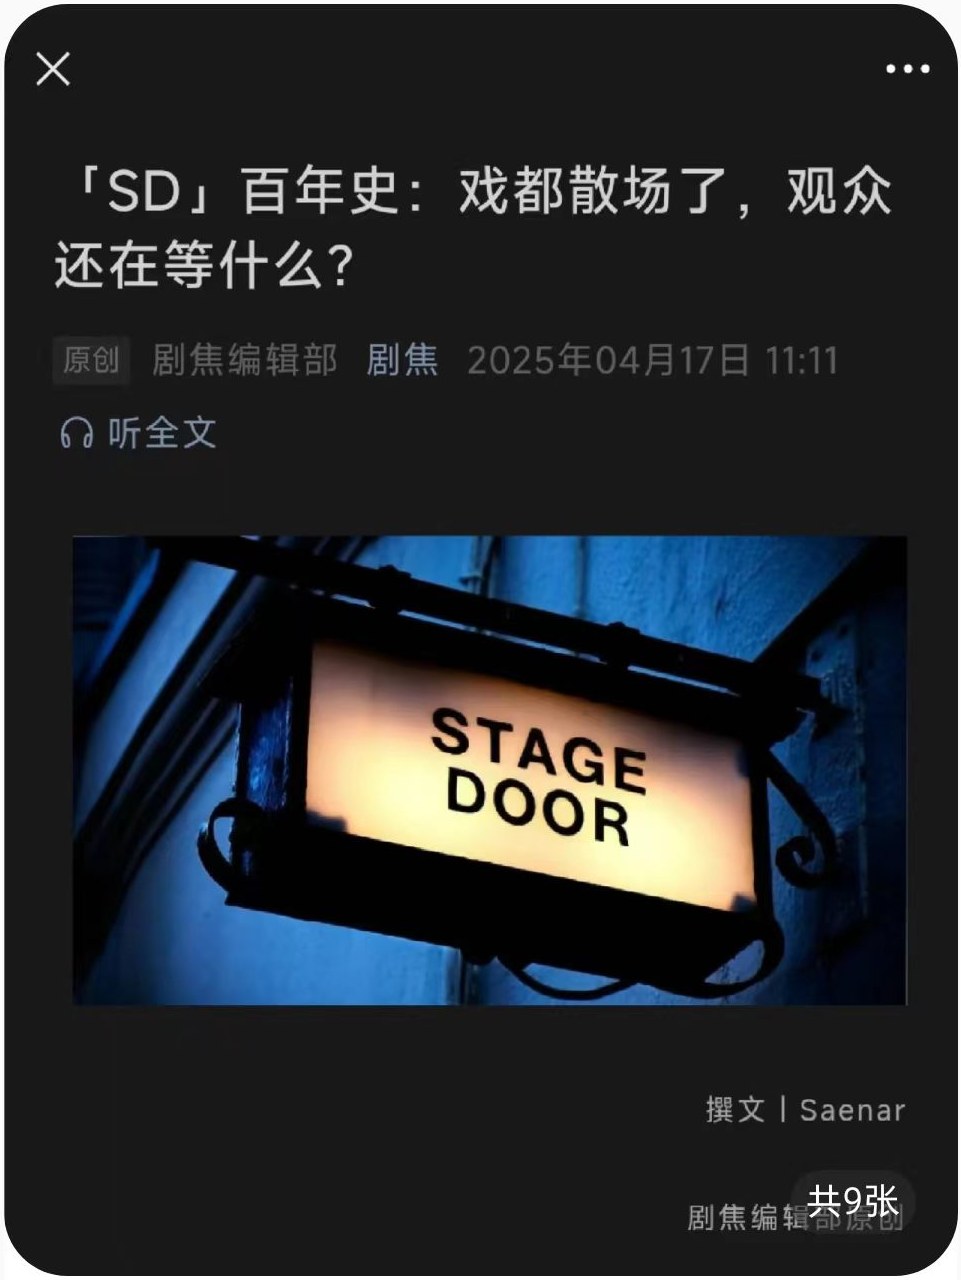 「SD」百年史：戏都散场了，观众
还在等什么？
原创 剧焦编辑部 剧焦 2025年04月17日 11:11
听全文
STAGE
DOOR
撰文丨Saenar
剧焦编辑部原创
共9张